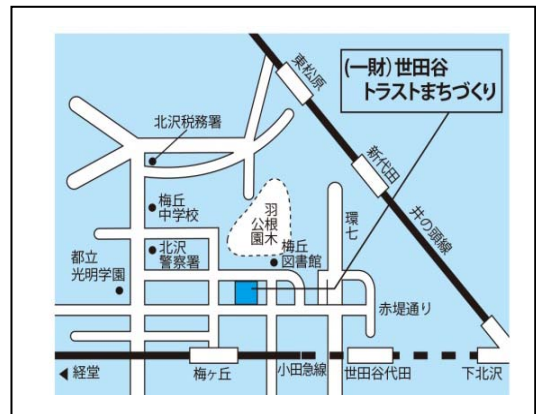 (一財)世田谷
トラストまちづくり
東松原
北沢税務署
新代田
梅丘
中学校
羽根木
公園
環七
井の頭線
北沢
警察署
梅丘
図書館
都立
光明学園
赤堤通り
経堂
梅ヶ丘
小田急線
世田谷代田
下北沢